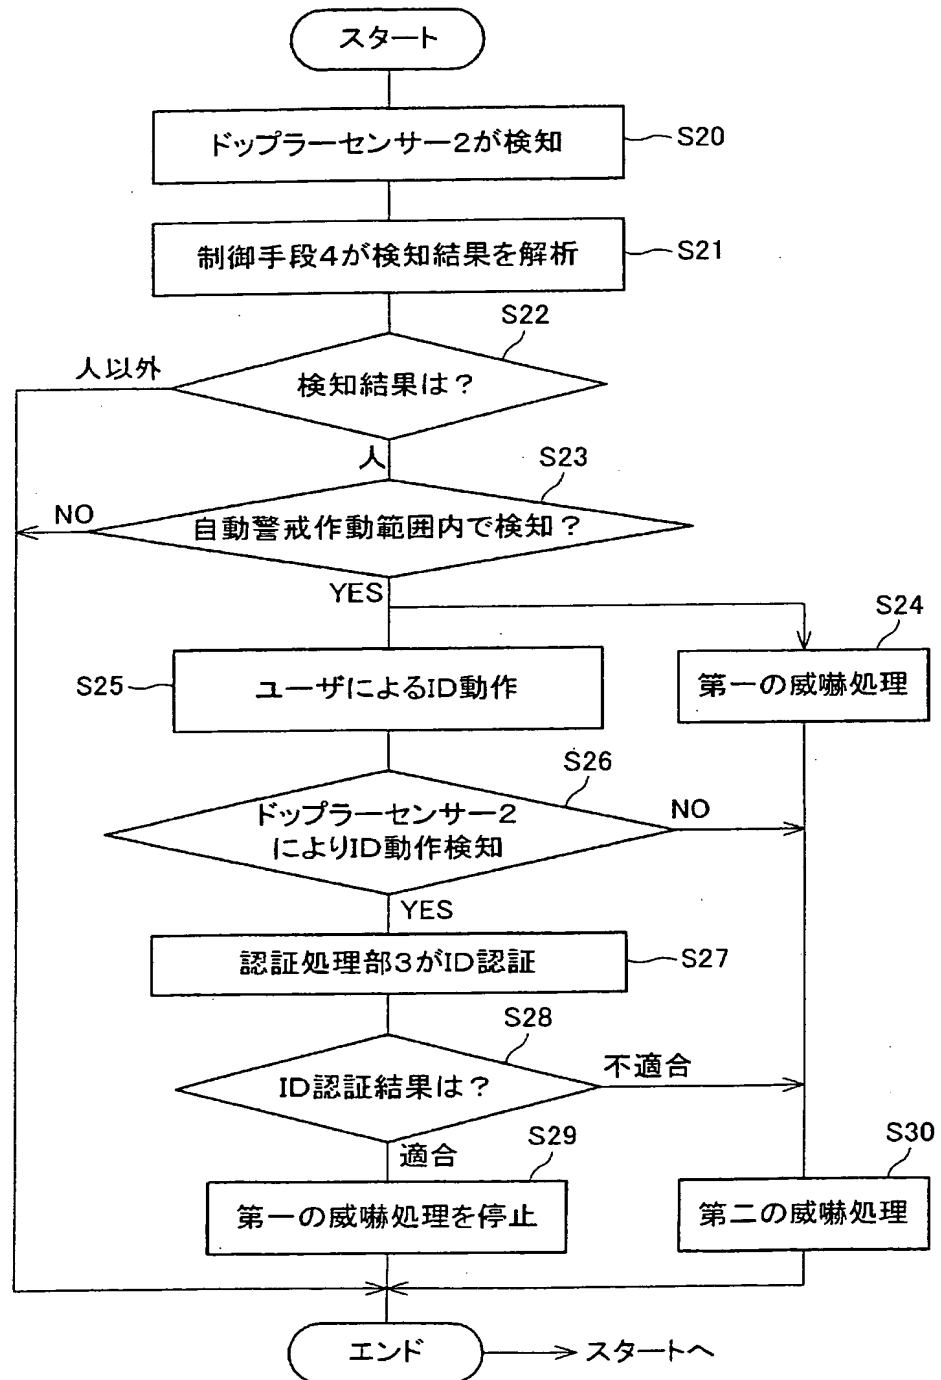 スタート
ドップラーセンサー2が検知
S20
制御手段4が検知結果を解析
S21
S22
人以外
検知結果は？
人
S23
NO
自動警戒作動範囲内で検知？
YES
S24
S25
ユーザによるID動作
第一の威嚇処理
S26
ドップラーセンサー2
によりID動作検知
NO
YES
認証処理部3がID認証
S27
S28
ID認証結果は？
不適合
適合
S29
S30
第一の威嚇処理を停止
第二の威嚇処理
エンド
スタートへ